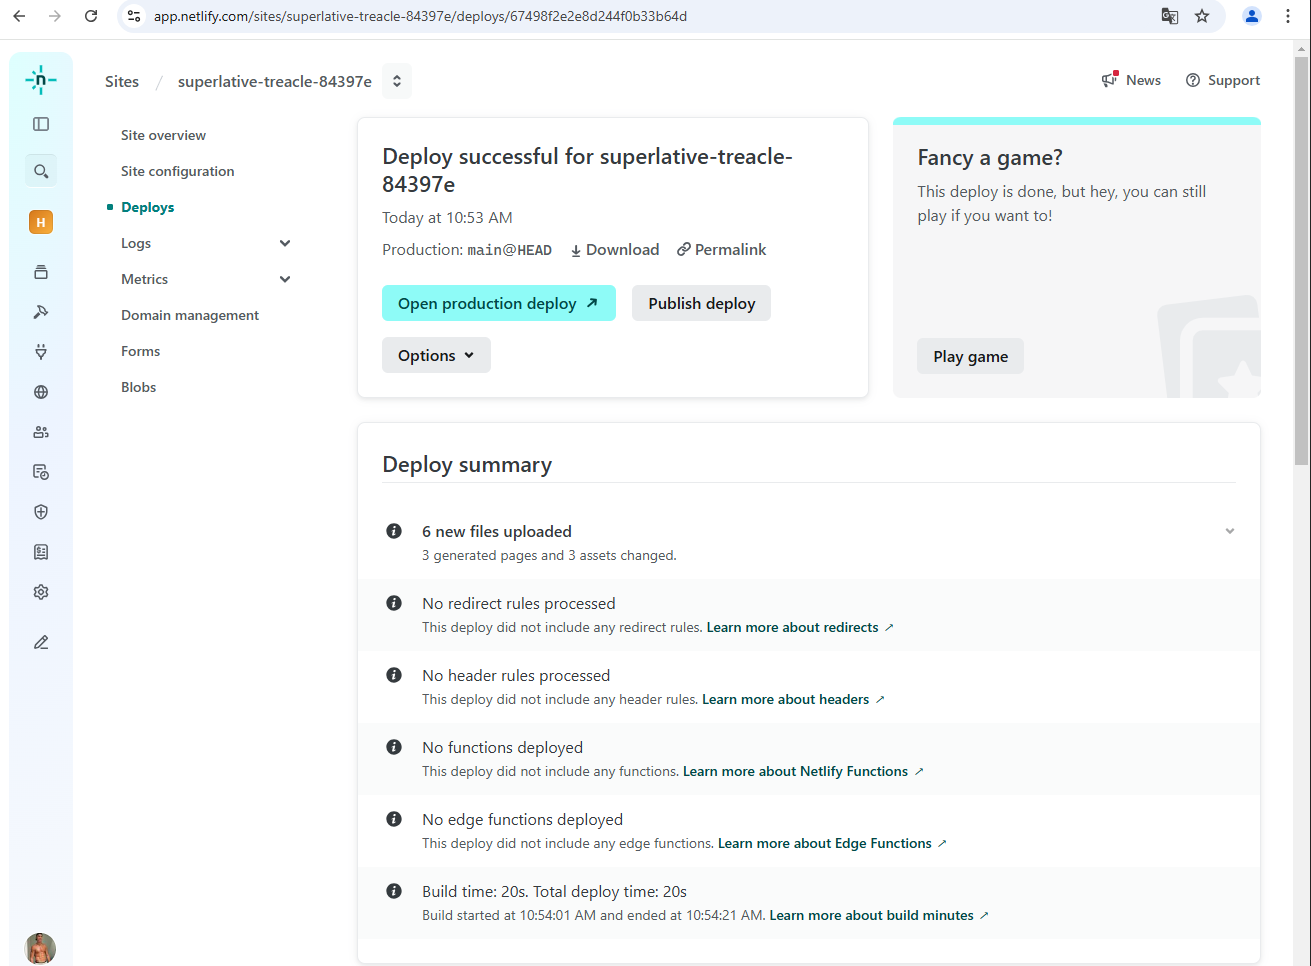 app.netlify.com/sites/superlative-treacle-84397e/deploys/67498f2e2e8d244f0b33b64d
Sites / superlative-treacle-84397e
News
Support
H
Site overview
Site configuration
Deploys
Logs
Metrics
Domain management
Forms
Blobs
Deploy successful for superlative-treacle-
84397e
Today at 10:53 AM
Production: main@HEAD Download Permalink
Open production deploy
Publish deploy
Options
Fancy a game?
This deploy is done, but hey, you can still
play if you want to!
Play game
Deploy summary
6 new files uploaded
3 generated pages and 3 assets changed.
No redirect rules processed
This deploy did not include any redirect rules. Learn more about redirects ↗
No header rules processed
This deploy did not include any header rules. Learn more about headers ↗
No functions deployed
This deploy did not include any functions. Learn more about Netlify Functions ↗
No edge functions deployed
This deploy did not include any edge functions. Learn more about Edge Functions ↗
Build time: 20s. Total deploy time: 20s
Build started at 10:54:01 AM and ended at 10:54:21 AM. Learn more about build minutes ↗